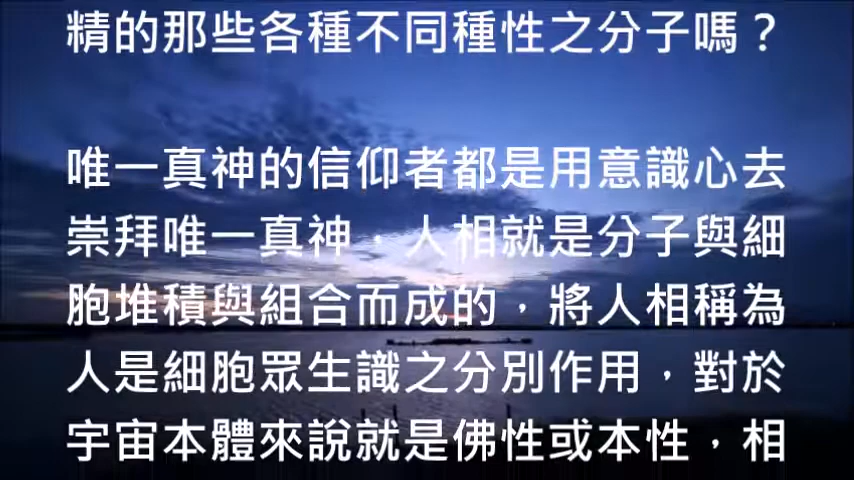 精的那些各種不同種性之分子嗎？
唯一真神的信仰者都是用意識心去
崇拜唯一真神，人相就是分子與細
胞堆積與組合而成的，將人相稱為
人是細胞眾生識之分別作用，對於
宇宙本體來說就是佛性或本性，相